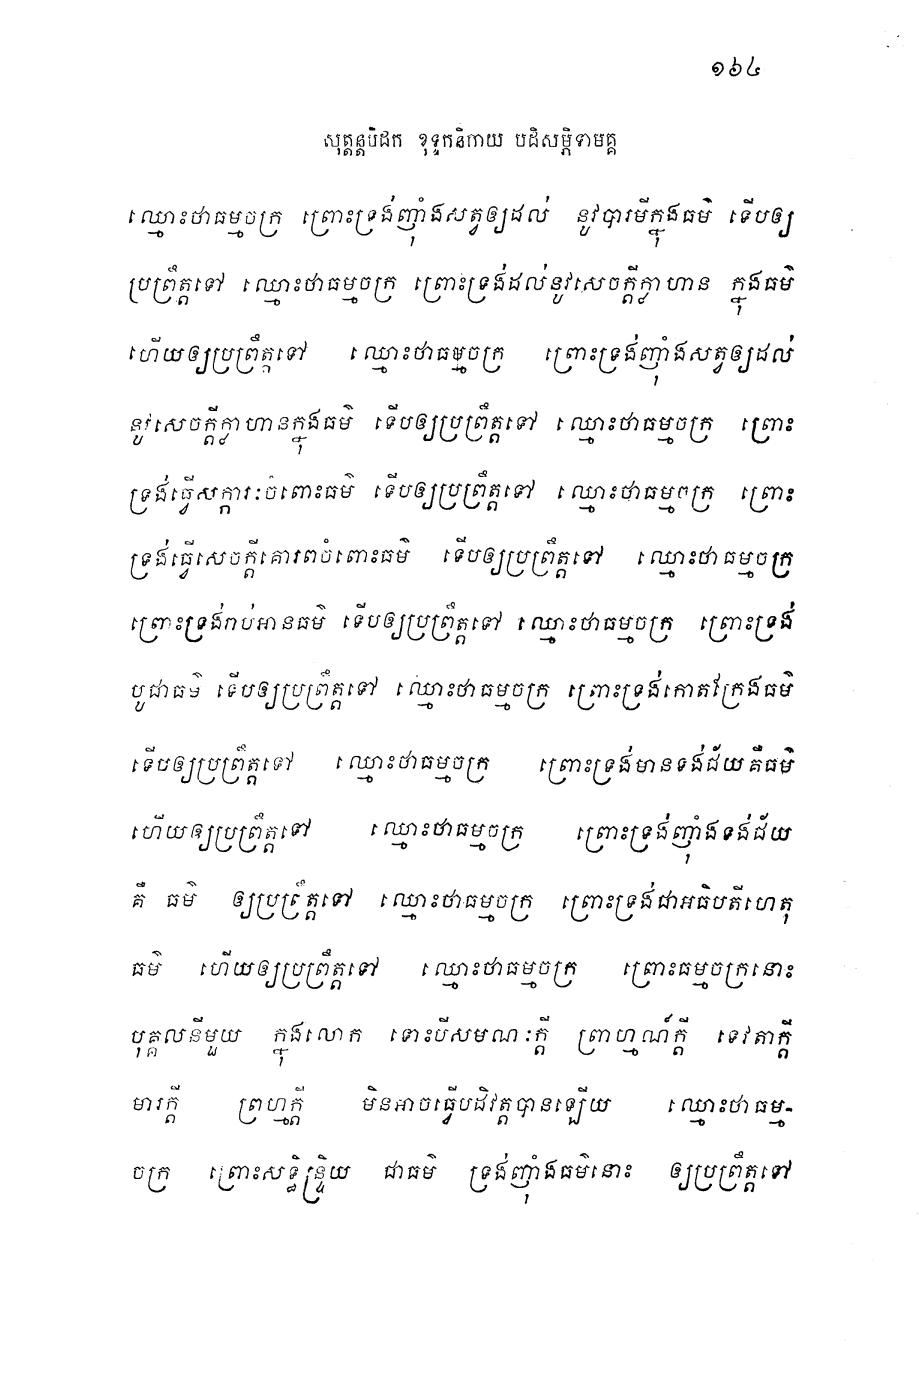 ១៦៤
សុត្តន្តបិដក ខុទ្ទកនិកាយ បដិសម្ភិទាមគ្គ
ឈ្មោះថាធម្មចក្រ ព្រោះទ្រង់ញ៉ាំងសត្វឲ្យដល់ នូវបារមីក្នុងធម៌ ទើបឲ្យ
ប្រព្រឹត្តទៅ ឈ្មោះថាធម្មចក្រ ព្រោះទ្រង់ដល់នូវសេចក្តីក្លាហាន ក្នុងធម៌
ហើយឲ្យប្រព្រឹត្តទៅ ឈ្មោះថាធម្មចក្រ ព្រោះទ្រង់ញ៉ាំងសត្វឲ្យដល់
នូវសេចក្តីក្លាហានក្នុងធម៌ ទើបឲ្យប្រព្រឹត្តទៅ ឈ្មោះថាធម្មចក្រ ព្រោះ
ទ្រង់ធ្វើសក្ការៈចំពោះធម៌ ទើបឲ្យប្រព្រឹត្តទៅ ឈ្មោះថាធម្មចក្រ ព្រោះ
ទ្រង់ធ្វើសេចក្តីគោរពចំពោះធម៌ ទើបឲ្យប្រព្រឹត្តទៅ ឈ្មោះថាធម្មចក្រ
ព្រោះទ្រង់រាប់អានធម៌ ទើបឲ្យប្រព្រឹត្តទៅ ឈ្មោះថាធម្មចក្រ ព្រោះទ្រង់
បូជាធម៌ ទើបឲ្យប្រព្រឹត្តទៅ ឈ្មោះថាធម្មចក្រ ព្រោះទ្រង់កោតក្រែងធម៌
ទើបឲ្យប្រព្រឹត្តទៅ ឈ្មោះថាធម្មចក្រ ព្រោះទ្រង់មានទង់ជ័យគឺធម៌
ហើយឲ្យប្រព្រឹត្តទៅ ឈ្មោះថាធម្មចក្រ ព្រោះទ្រង់ញ៉ាំងទង់ជ័យ
គឺ ធម៌ ឲ្យប្រព្រឹត្តទៅ ឈ្មោះថាធម្មចក្រ ព្រោះទ្រង់ជាអធិបតីហេតុ
ធម៌ ហើយឲ្យប្រព្រឹត្តទៅ ឈ្មោះថាធម្មចក្រ ព្រោះធម្មចក្រនោះ
បុគ្គលនីមួយ ក្នុងលោក ទោះបីសមណៈក្តី ព្រាហ្មណ៍ក្តី ទេវតាក្តី
មារក្តី ព្រហ្មក្តី មិនអាចធ្វើបដិវត្តបានឡើយ ឈ្មោះថាធម្ម-
ចក្រ ព្រោះសទ្ធិន្ទ្រិយ ជាធម៌ ទ្រង់ញ៉ាំងធម៌នោះ ឲ្យប្រព្រឹត្តទៅ